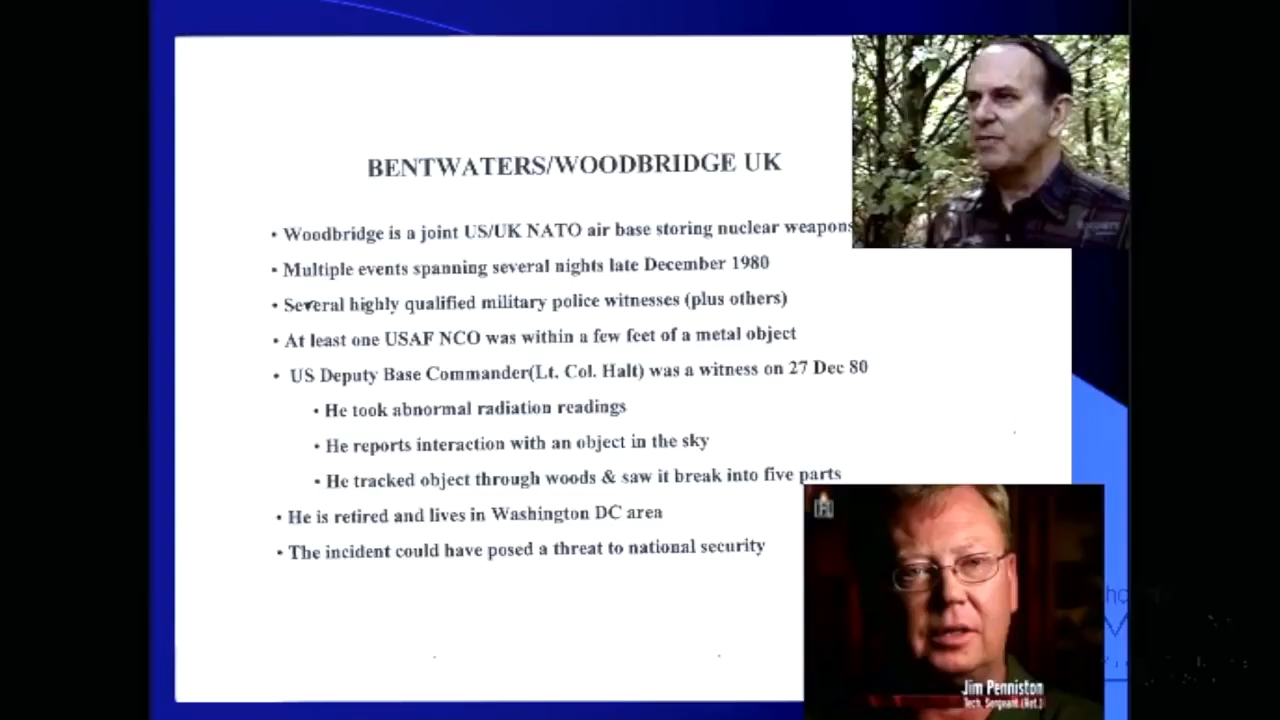 BENTWATERS/WOODBRIDGE UK
• Woodbridge is a joint US/UK NATO air base storing nuclear weapons
• Multiple events spanning several nights late December 1980
• Several highly qualified military police witnesses (plus others)
• At least one USAF NCO was within a few feet of a metal object
• US Deputy Base Commander(Lt. Col. Halt) was a witness on 27 Dec 80
• He took abnormal radiation readings
• He reports interaction with an object in the sky
• He tracked object through woods & saw it break into five parts
• He is retired and lives in Washington DC area
• The incident could have posed a threat to national security
Jim Penniston
Tech. Sergeant (Ret.)